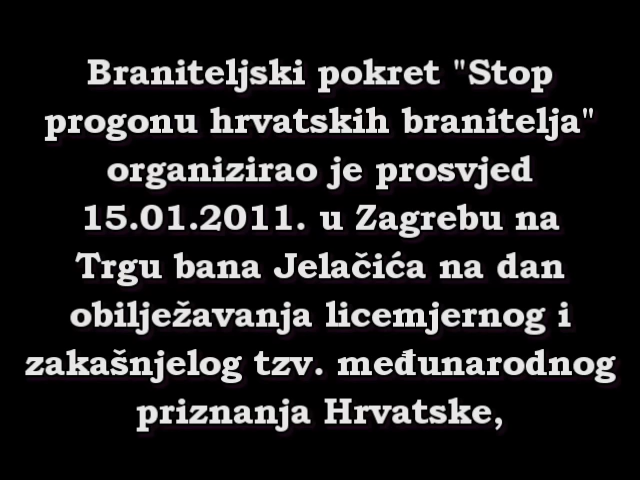 Braniteljski pokret "Stop
progonu hrvatskih branitelja"
organizirao je prosvjed
15.01.2011. u Zagrebu na
Trgu bana Jelačića na dan
obilježavanja licemjernog i
zakašnjelog tzv. međunarodnog
priznanja Hrvatske,